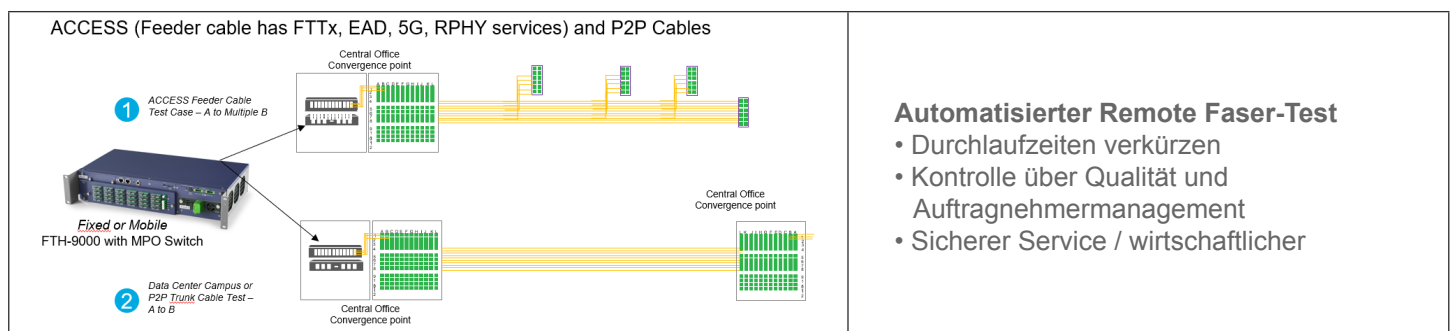 ACCESS (Feeder cable has FTTx, EAD, 5G, RPHY services) and P2P Cables
Central Office
Convergence point
1
ACCESS Feeder Cable
Test Case – A to Multiple B
Fixed or Mobile
FTH-9000 with MPO Switch
Central Office
Convergence point
2
Data Center Campus or
P2P Trunk Cable Test –
A to B
Central Office
Convergence point
Automatisierter Remote Faser-Test
• Durchlaufzeiten verkürzen
• Kontrolle über Qualität und
Auftragnehmermanagement
• Sicherer Service / wirtschaftlicher